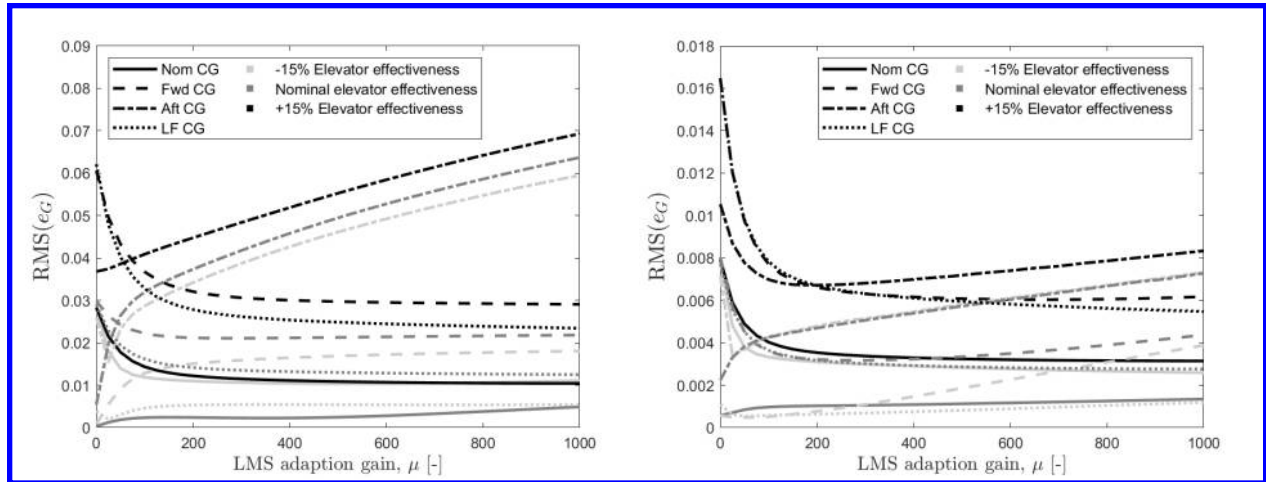 0.09
0.08
0.07
0.06
0.05
0.04
0.03
0.02
0.01
0
RMS(e_G)
Nom CG
Fwd CG
Aft CG
LF CG
-15% Elevator effectiveness
Nominal elevator effectiveness
+15% Elevator effectiveness
0 200 400 600 800 1000
LMS adaption gain, μ [-]
0.018
0.016
0.014
0.012
0.01
0.008
0.006
0.004
0.002
0
RMS(e_G)
Nom CG
Fwd CG
Aft CG
LF CG
-15% Elevator effectiveness
Nominal elevator effectiveness
+15% Elevator effectiveness
0 200 400 600 800 1000
LMS adaption gain, μ [-]